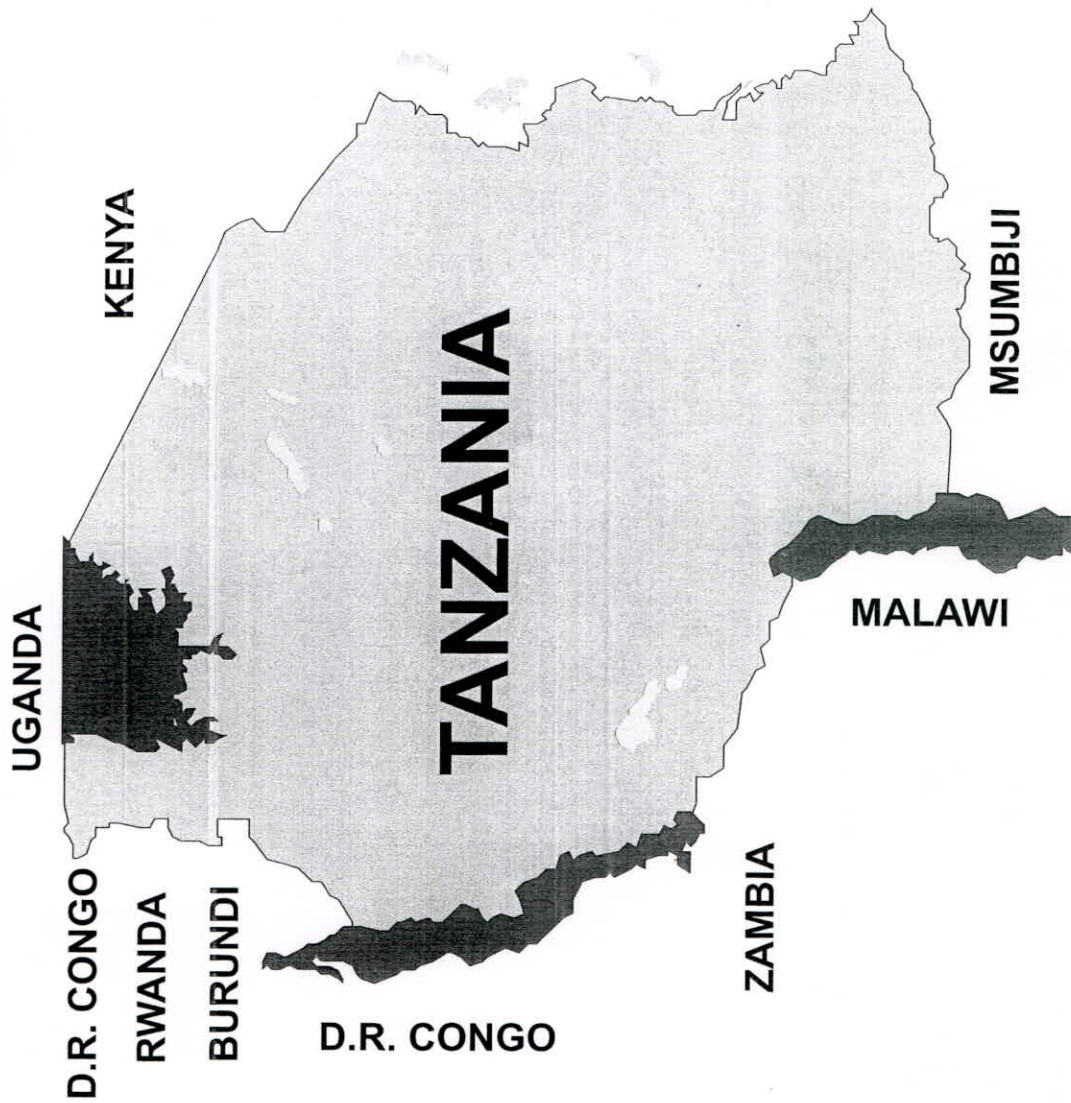 UGANDA
KENYA
D.R. CONGO
RWANDA
BURUNDI
TANZANIA
D.R. CONGO
ZAMBIA
MALAWI
MSUMBIJI